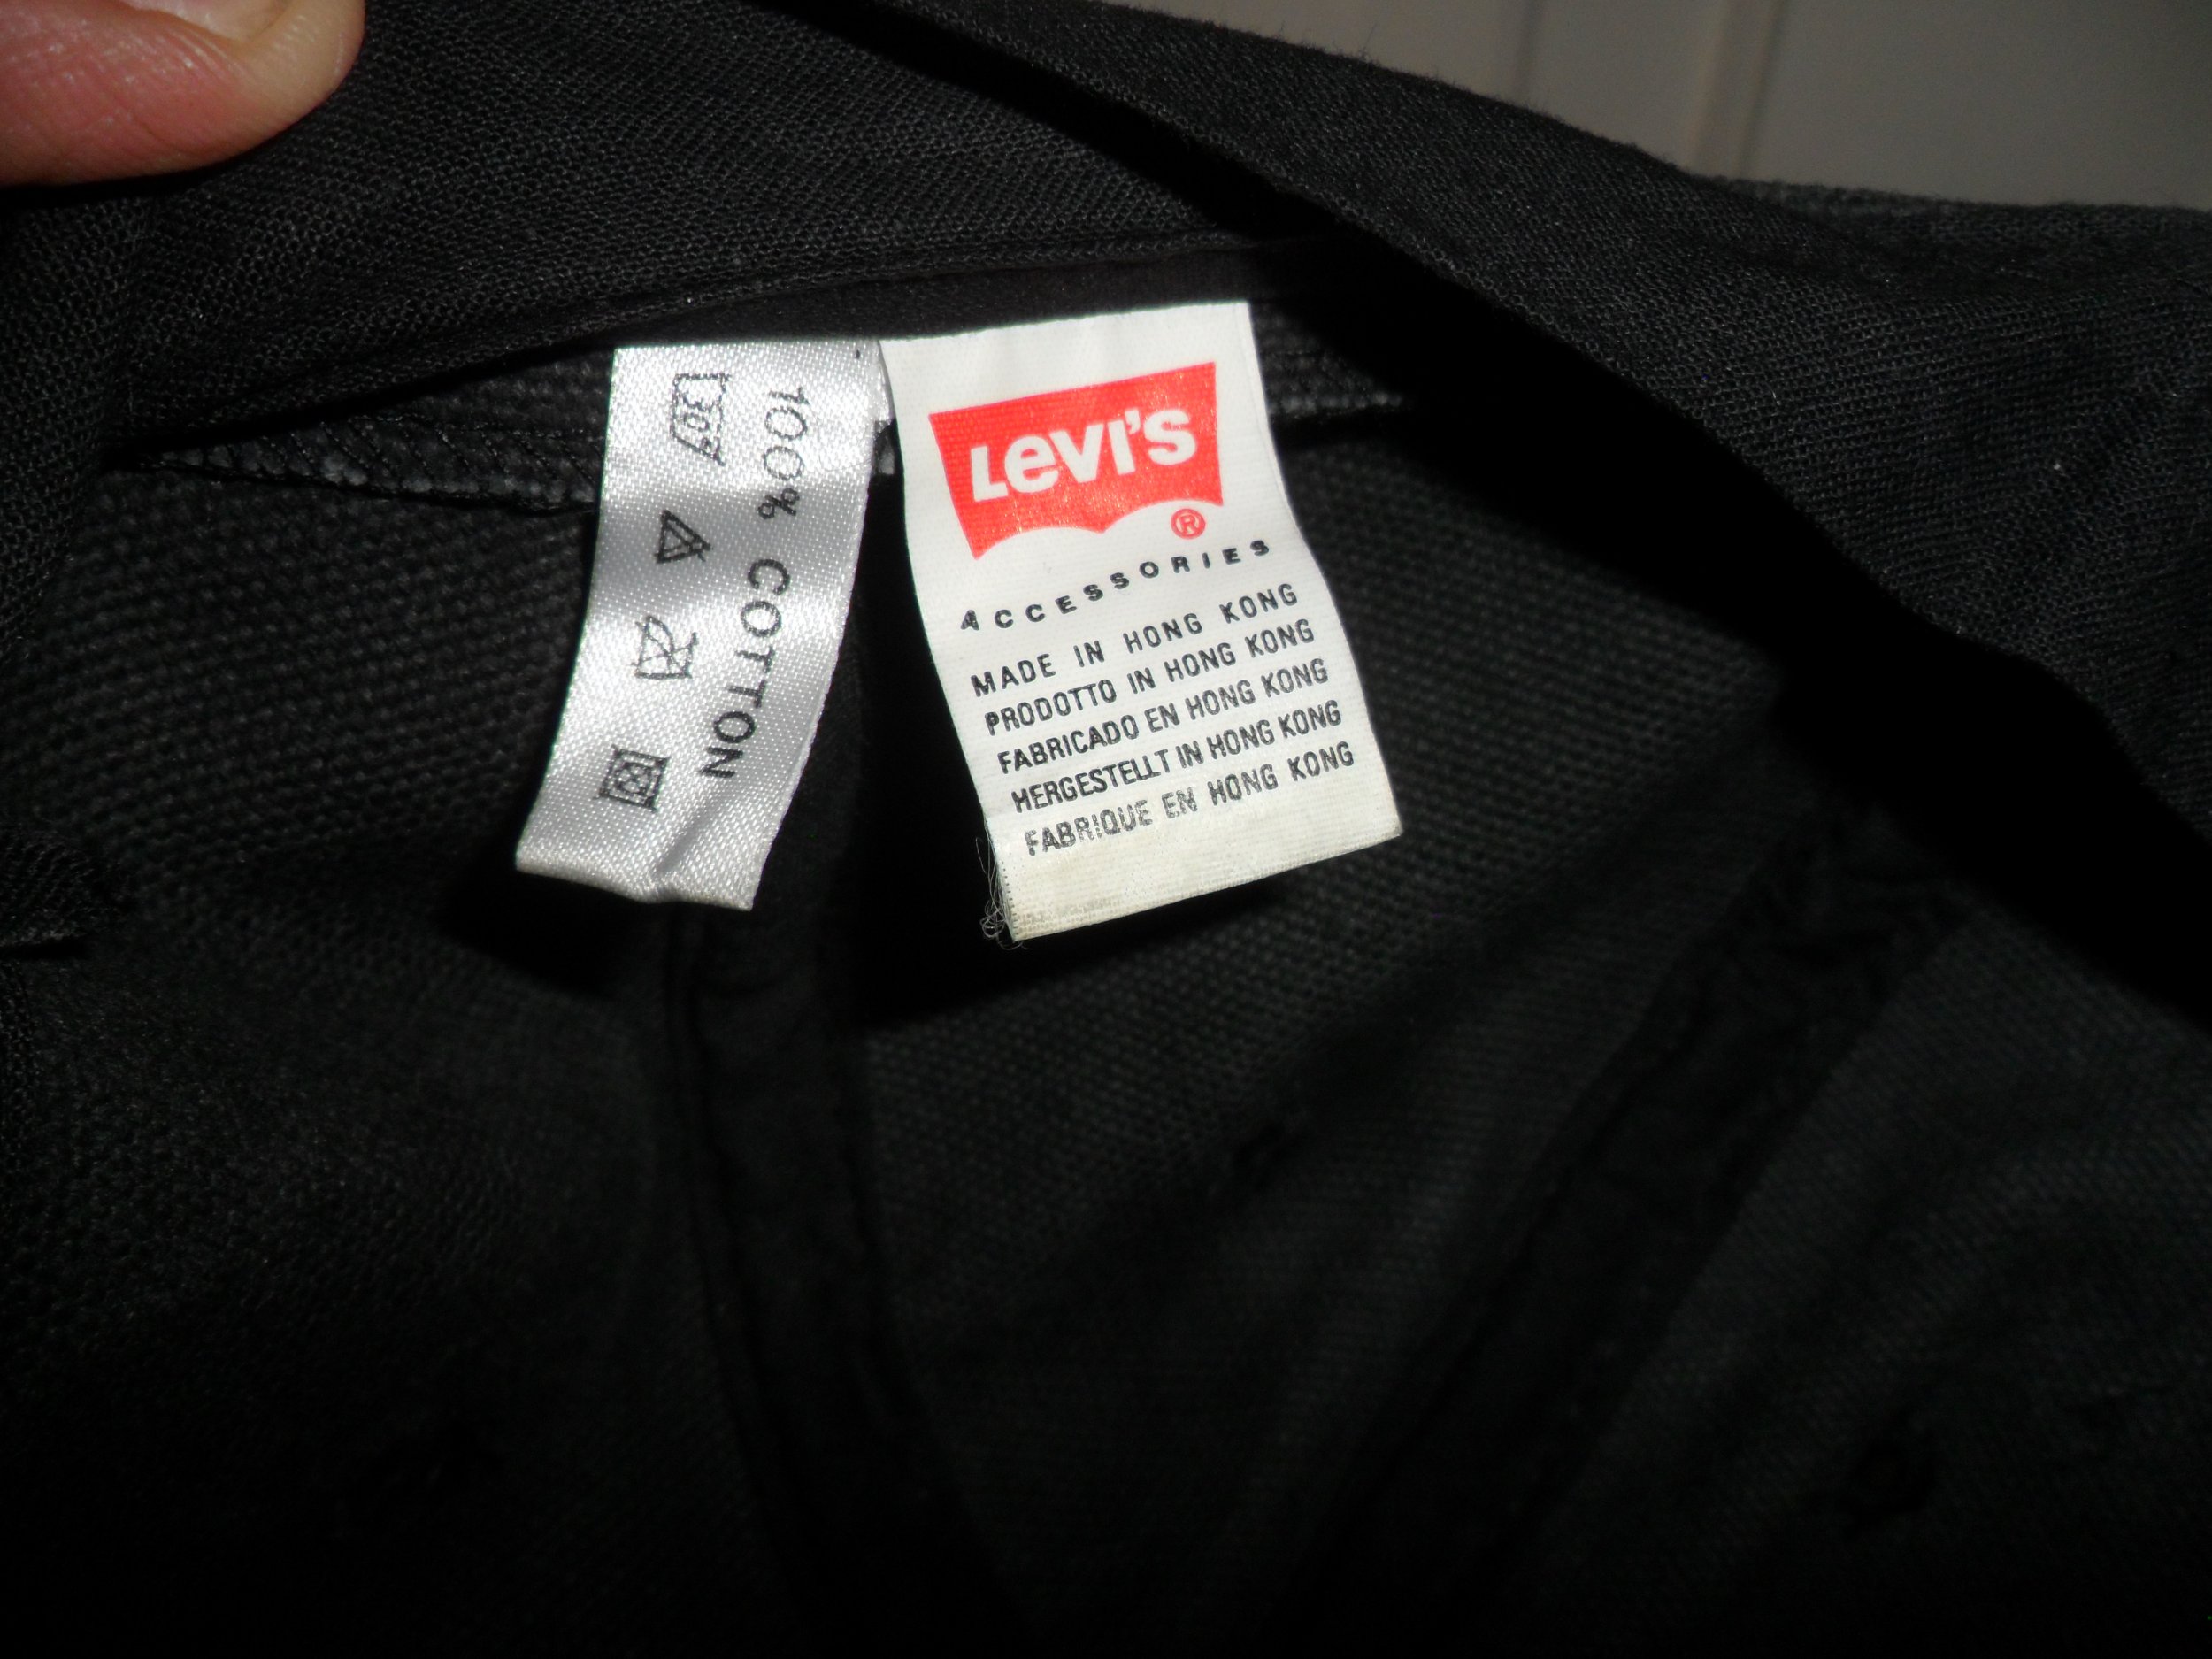 100% COTTON
30°
LEVI'S ®
ACCESSORIES
MADE IN HONG KONG
PRODOTTO IN HONG KONG
FABRICADO EN HONG KONG
HERGESTELLT IN HONG KONG
FABRIQUE EN HONG KONG